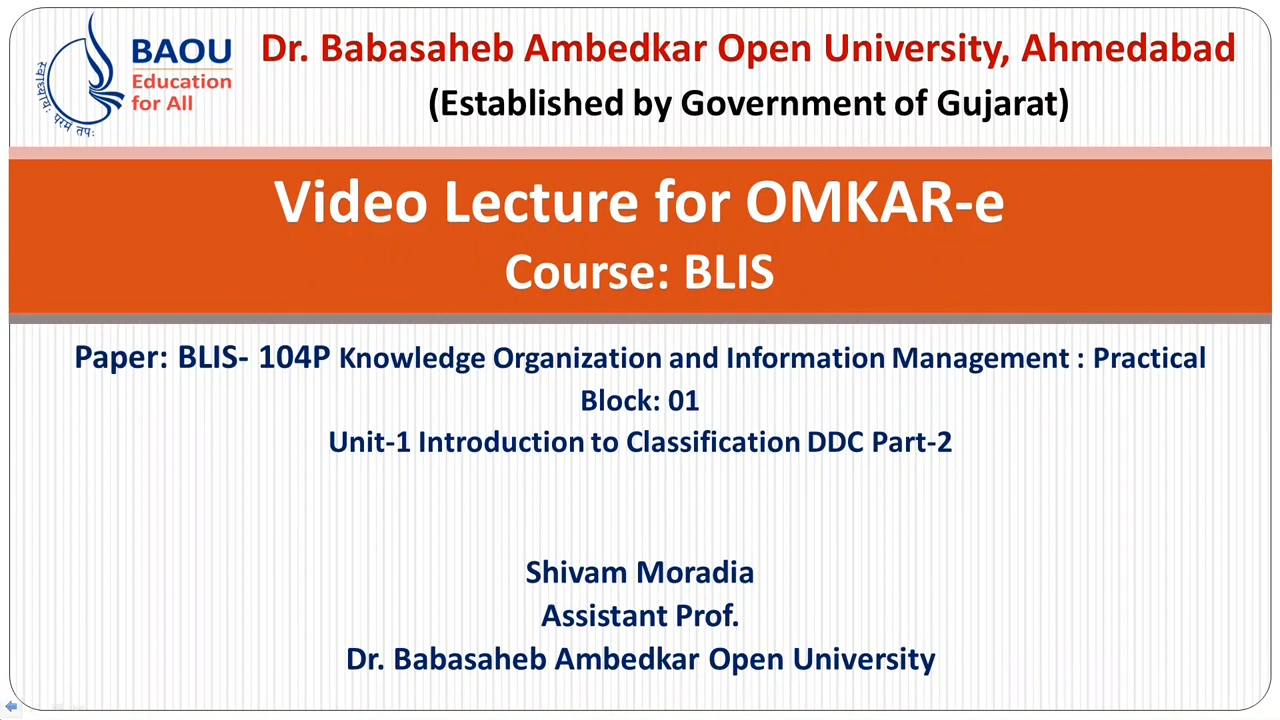 BAOU
Education
for All
स्वाध्यायः परमं तपः
Dr. Babasaheb Ambedkar Open University, Ahmedabad
(Established by Government of Gujarat)
Video Lecture for OMKAR-e
Course: BLIS
Paper: BLIS- 104P Knowledge Organization and Information Management : Practical
Block: 01
Unit-1 Introduction to Classification DDC Part-2
Shivam Moradia
Assistant Prof.
Dr. Babasaheb Ambedkar Open University